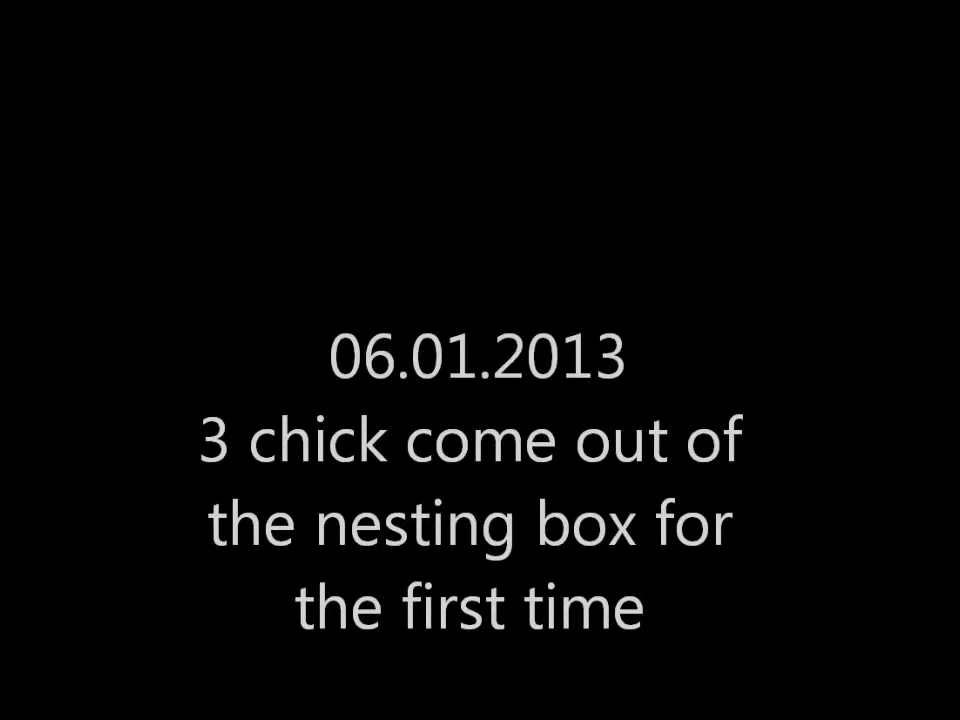 06.01.2013
3 chick come out of
the nesting box for
the first time